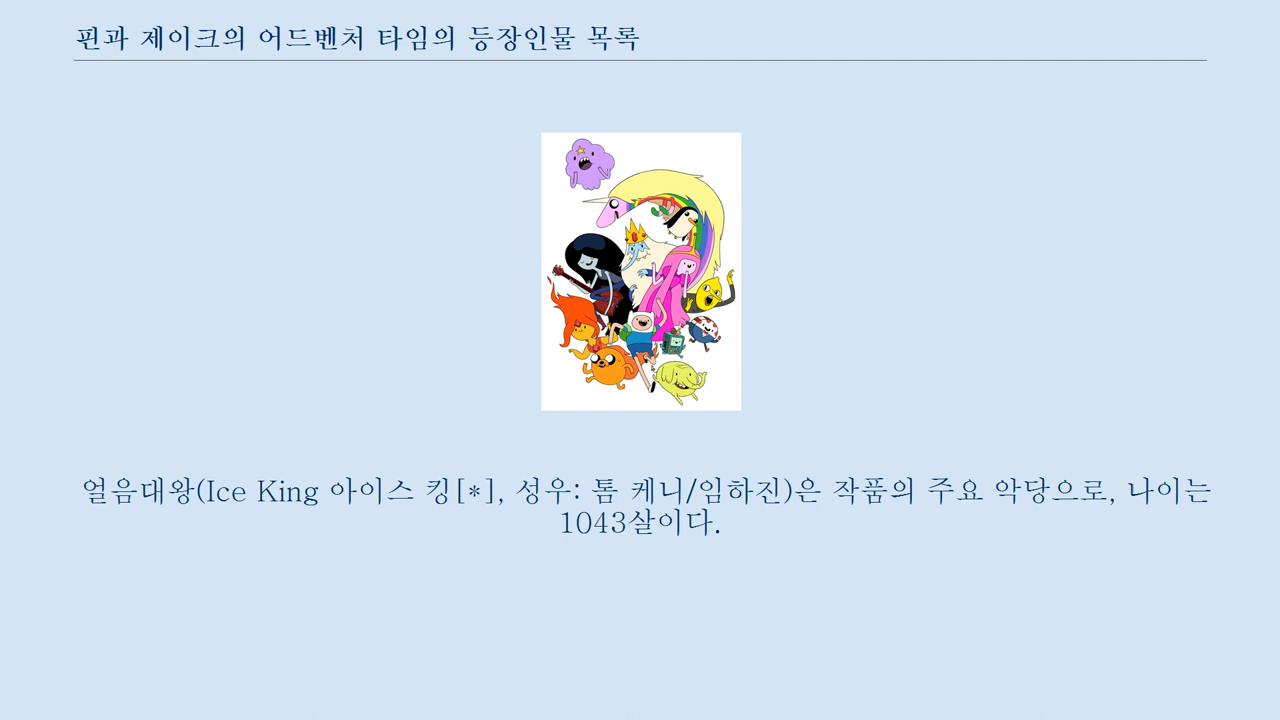 핀과 제이크의 어드벤처 타임의 등장인물 목록
얼음대왕(Ice King 아이스 킹[*], 성우: 톰 케니/임하진)은 작품의 주요 악당으로, 나이는
1043살이다.